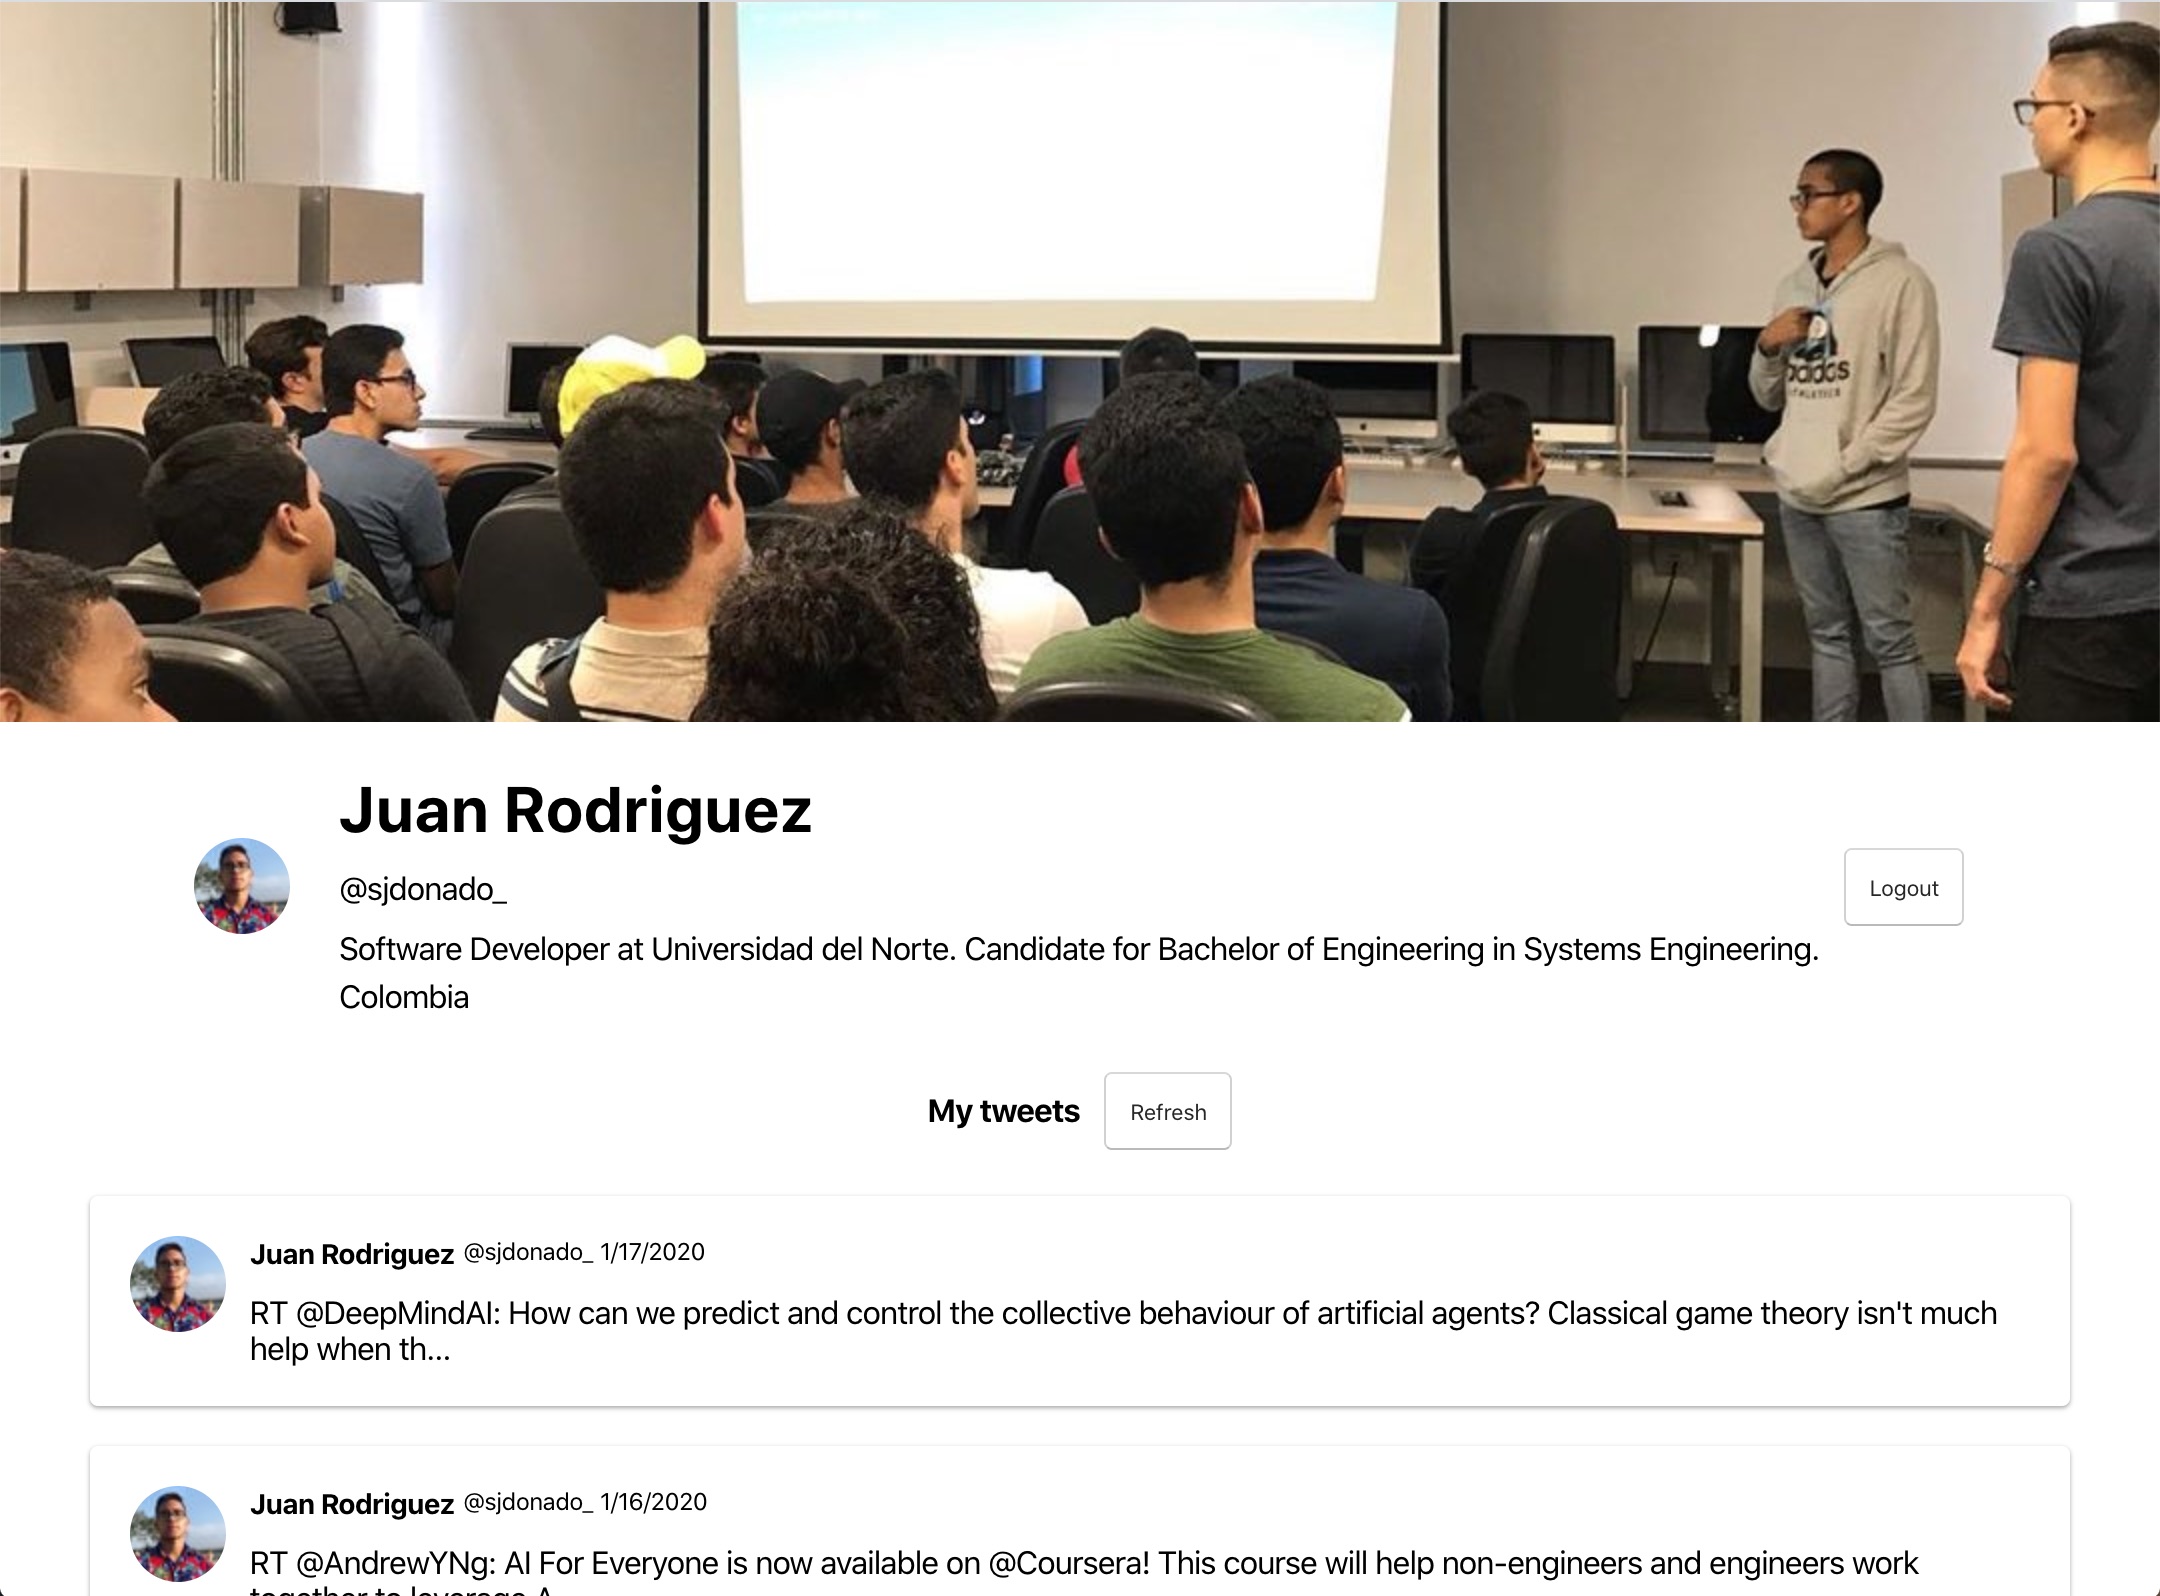 adidas
Juan Rodriguez
@sjdonado_
Logout
Software Developer at Universidad del Norte. Candidate for Bachelor of Engineering in Systems Engineering.
Colombia
My tweets
Refresh
Juan Rodriguez @sjdonado_ 1/17/2020
RT @DeepMindAI: How can we predict and control the collective behaviour of artificial agents? Classical game theory isn't much
help when th...
Juan Rodriguez @sjdonado_ 1/16/2020
RT @AndrewYNg: AI For Everyone is now available on @Coursera! This course will help non-engineers and engineers work